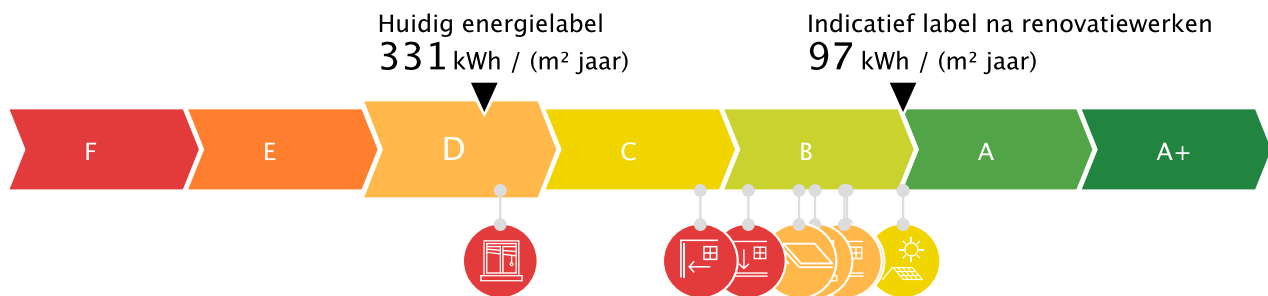 Huidig energielabel
331 kWh / (m² jaar)
Indicatief label na renovatiewerken
97 kWh / (m² jaar)
F
E
D
C
B
A
A+